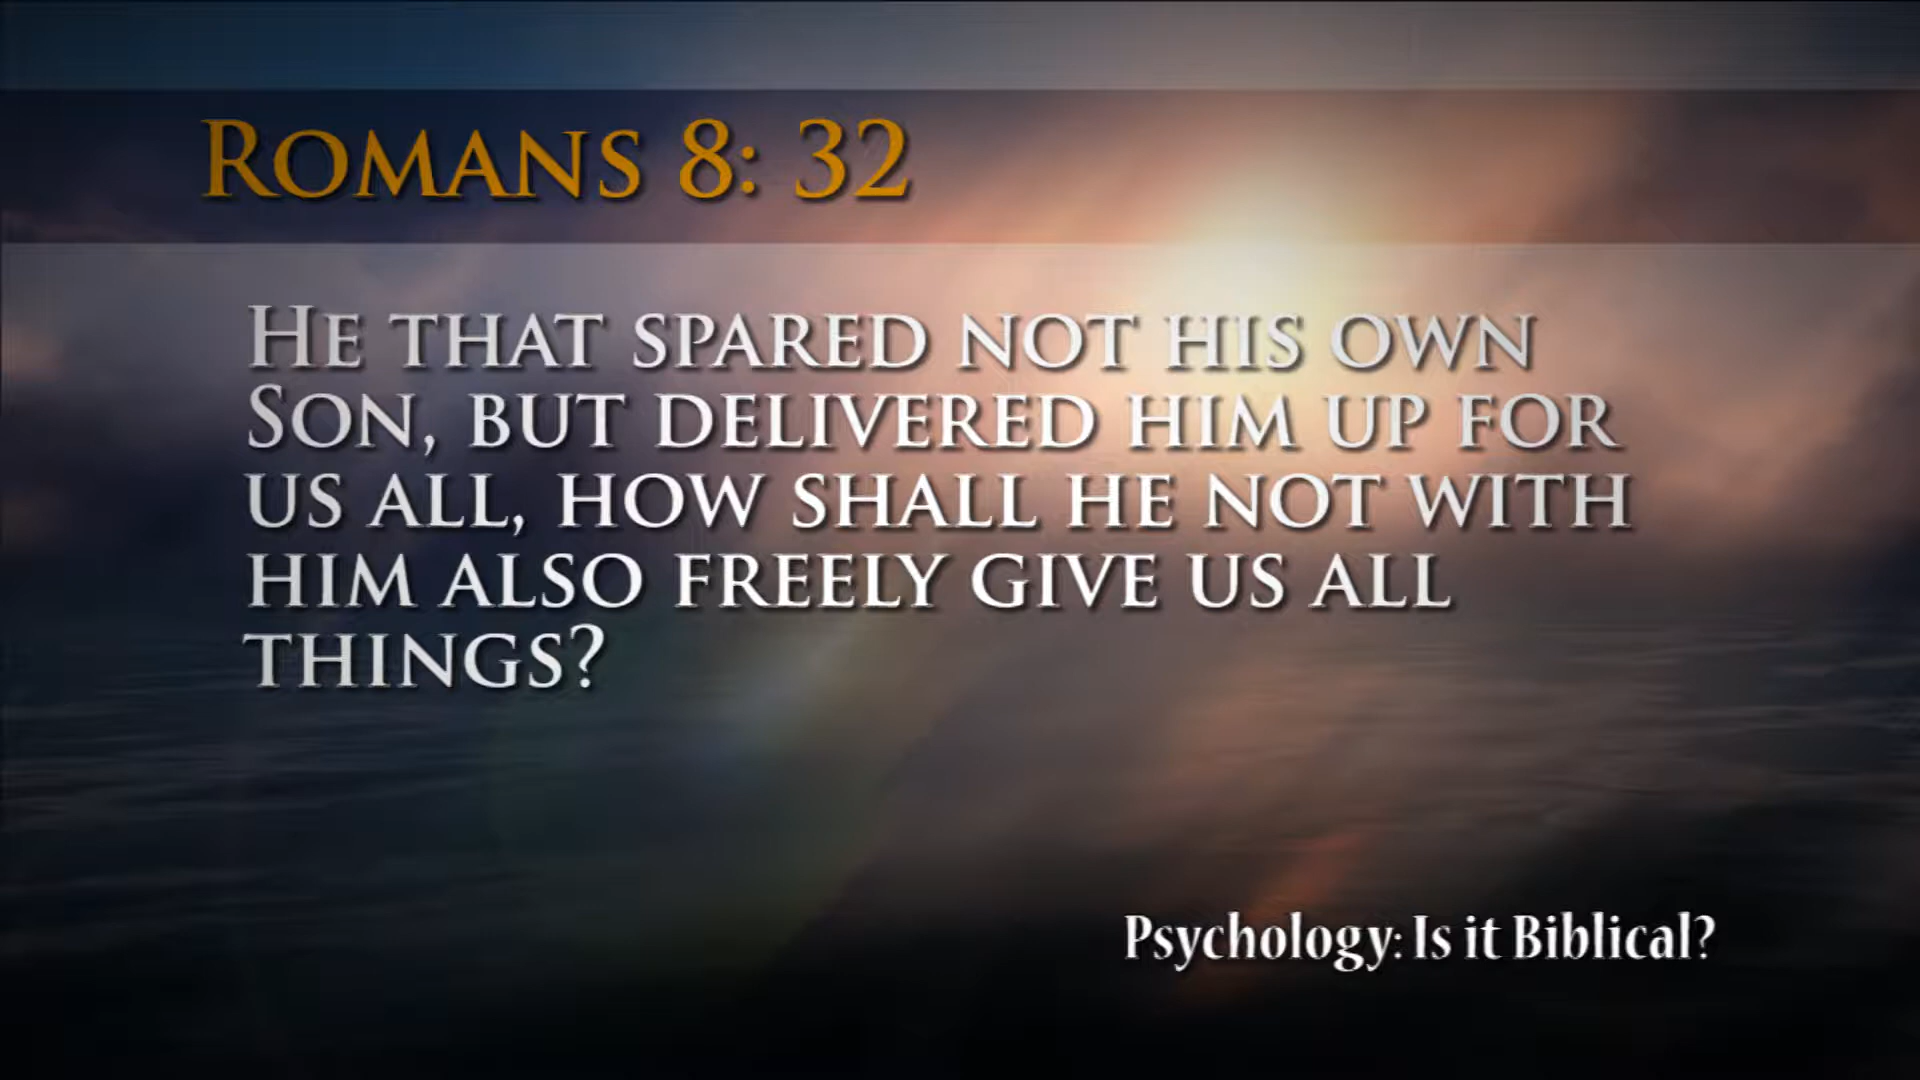 Romans 8: 32
He that spared not his own
Son, but delivered him up for
us all, how shall he not with
him also freely give us all
things?
Psychology: Is it Biblical?